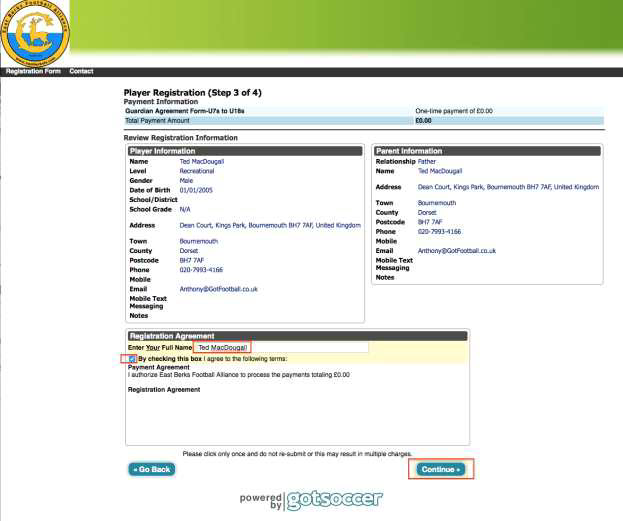 East Berks Football Alliance
Registration Form Contact
Player Registration (Step 3 of 4)
Payment Information
Guardian Agreement Form-U7s to U18s One-time payment of £0.00
Total Payment Amount £0.00
Review Registration Information
Player Information
Name Ted MacDougall
Level Recreational
Gender Male
Date of Birth 01/01/2005
School/District
School Grade N/A
Address Dean Court, Kings Park, Bournemouth BH7 7AF, United Kingdom
Town Bournemouth
County Dorset
Postcode BH7 7AF
Phone 020-7993-4166
Mobile
Email Anthony@GotFootball.co.uk
Mobile Text
Messaging
Notes
Parent Information
Relationship Father
Name Ted MacDougall
Address Dean Court, Kings Park, Bournemouth BH7 7AF, United Kingdom
Town Bournemouth
County Dorset
Postcode BH7 7AF
Phone 020-7993-4166
Mobile
Email Anthony@GotFootball.co.uk
Mobile Text
Messaging
Notes
Registration Agreement
Enter Your Full Name Ted MacDougall
By checking this box I agree to the following terms:
Payment Agreement
I authorize East Berks Football Alliance to process the payments totaling £0.00
Registration Agreement
Please click only once and do not re-submit or this may result in multiple charges.
« Go Back Continue »
powered by gotsoccer